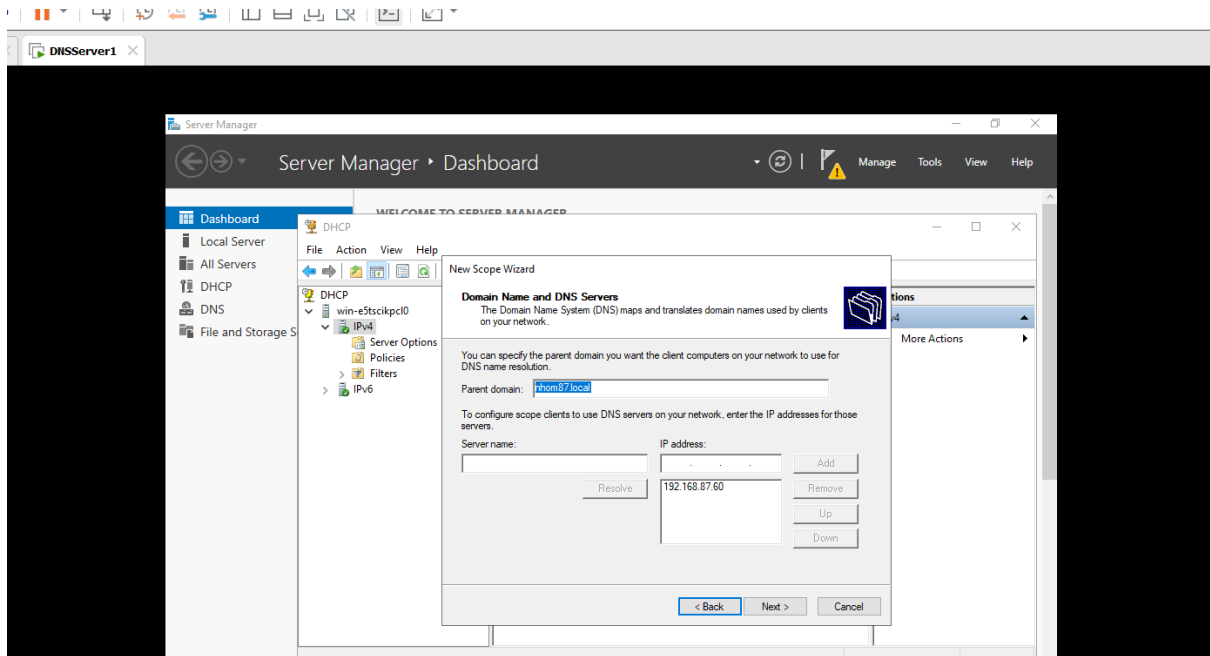 DNSServer1
Server Manager
Server Manager • Dashboard
Manage Tools View Help
Dashboard
Local Server
All Servers
DHCP
DNS
File and Storage S
WELCOME TO SERVER MANAGER
DHCP
File Action View Help
DHCP
win-e5tscikpcl0
IPv4
Server Options
Policies
Filters
IPv6
New Scope Wizard
Domain Name and DNS Servers
The Domain Name System (DNS) maps and translates domain names used by clients
on your network.
You can specify the parent domain you want the client computers on your network to use for
DNS name resolution.
Parent domain: nhom87.local
To configure scope clients to use DNS servers on your network, enter the IP addresses for those
servers.
Server name: IP address:
Add
Resolve 192.168.87.60 Remove
Up
Down
< Back Next > Cancel
tions
v4
More Actions